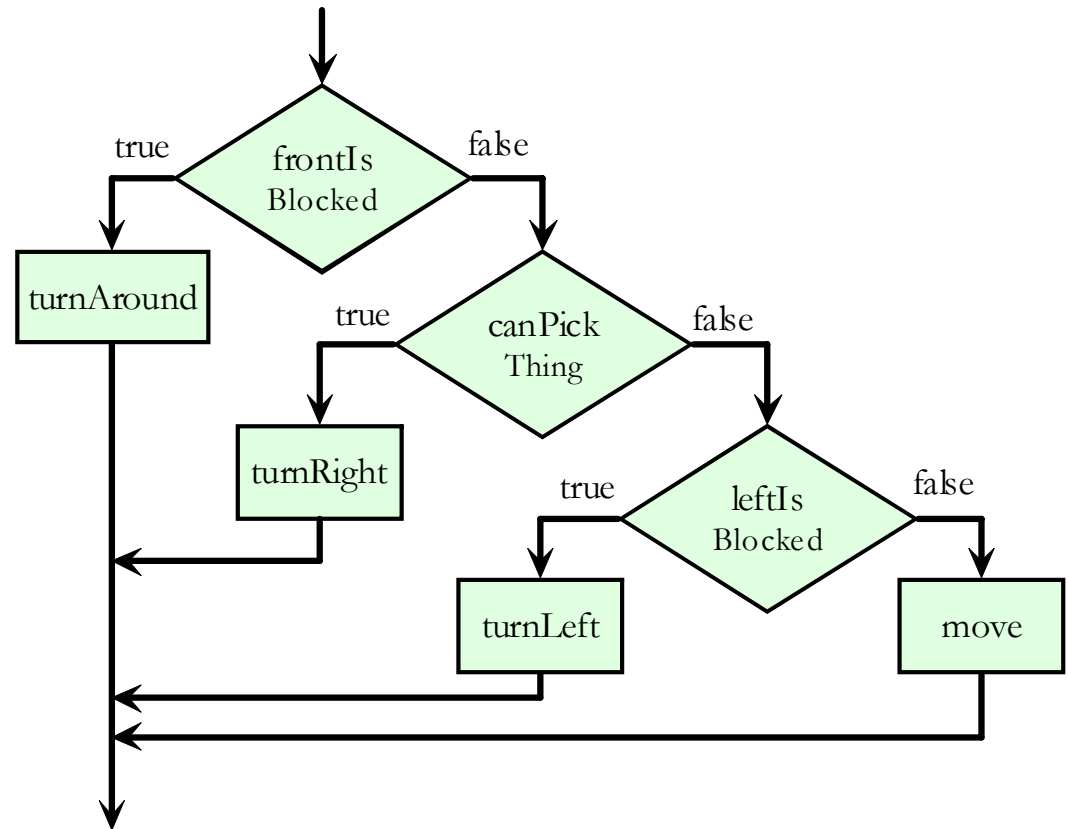 true
false
frontIs
Blocked
turnAround
true
false
canPick
Thing
turnRight
true
false
leftIs
Blocked
turnLeft
move